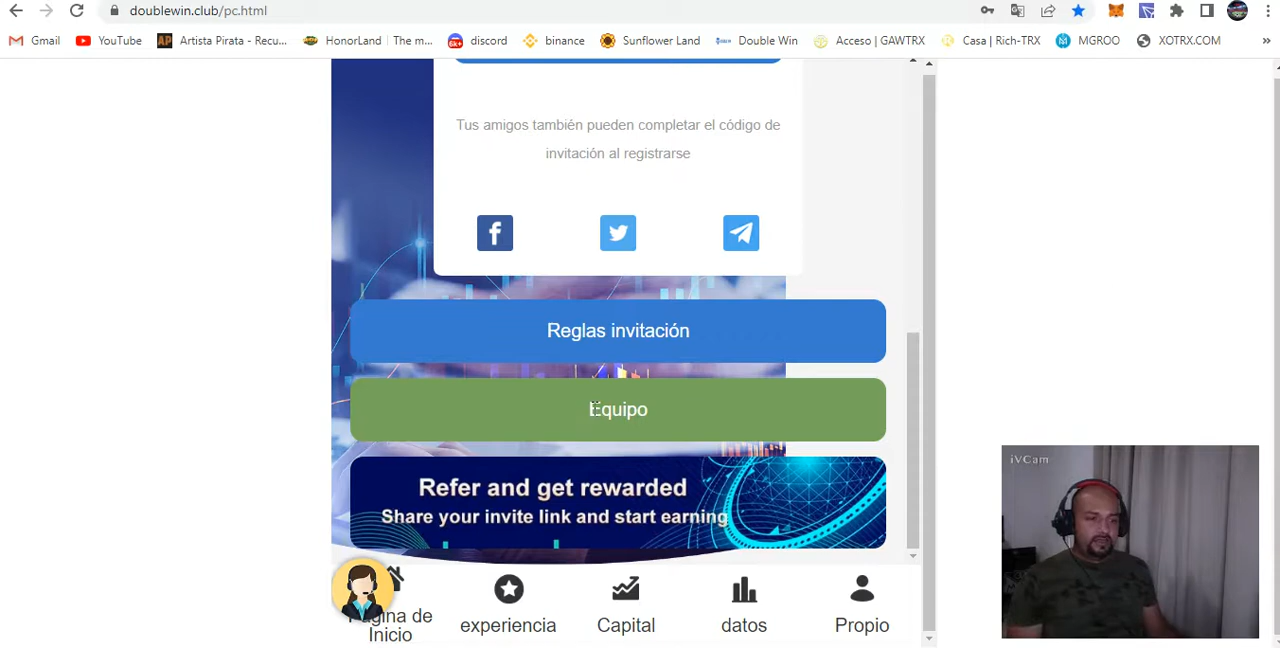 doublewin.club/pc.html
Gmail
YouTube
AP
Artista Pirata - Recu...
HonorLand | The m...
6k+
discord
binance
Sunflower Land
Double Win
Acceso | GAWTRX
Casa | Rich-TRX
MGROO
XOTRX.COM
»
Tus amigos también pueden completar el código de
invitación al registrarse
Reglas invitación
Equipo
Refer and get rewarded
Share your invite link and start earning
iVCam
Página de
Inicio
experiencia
Capital
datos
Propio